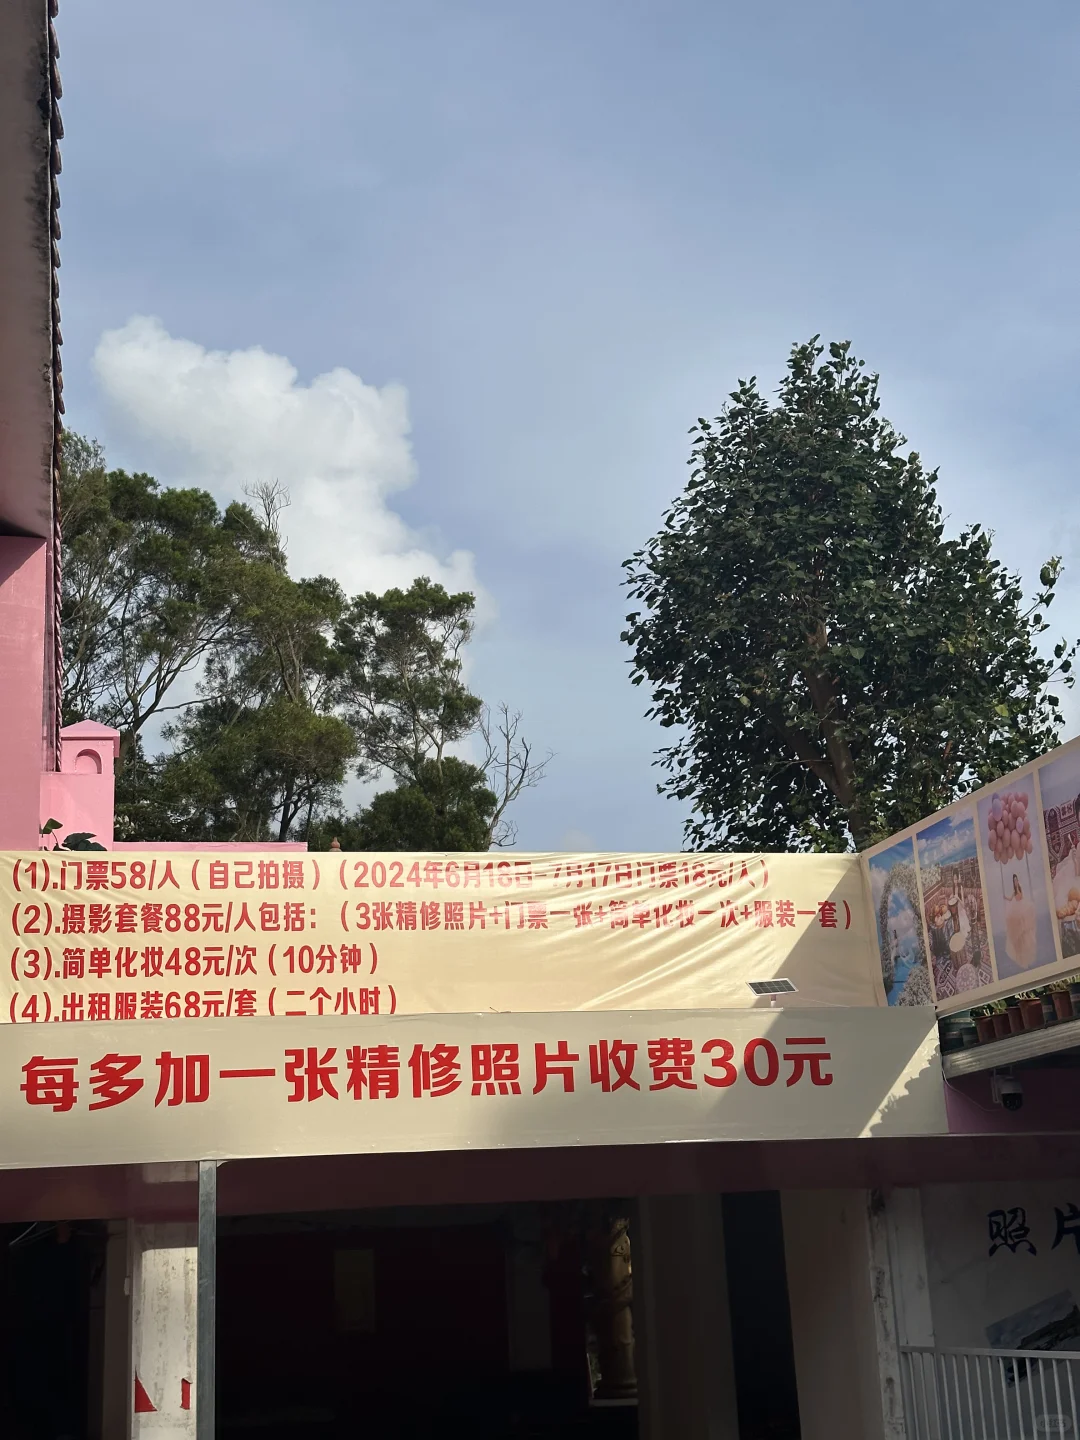 (1).门票58/人（自己拍摄）（2024年6月18日-7月17日门票18元/人）
(2).摄影套餐88元/人包括：（3张精修照片+门票一张+简单化妆一次+服装一套）
(3).简单化妆48元/次（10分钟）
(4).出租服装68元/套（二个小时）
每多加一张精修照片收费30元
照片